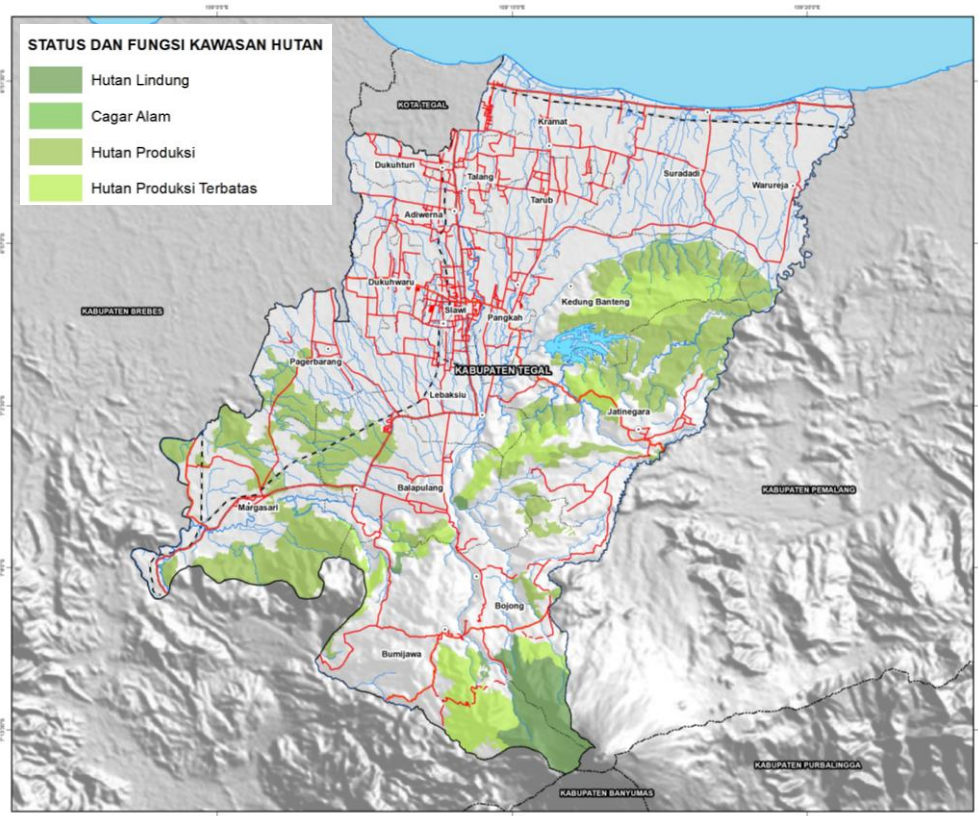 STATUS DAN FUNGSI KAWASAN HUTAN
Hutan Lindung
Cagar Alam
Hutan Produksi
Hutan Produksi Terbatas
KOTA TEGAL
Kramat
Dukuhturi
Talang
Suradadi
Warureja
Tarub
Adiwerna
Dukuhwaru
Kedung Banteng
KABUPATEN BREBES
Slawi
Pangkah
Pagerbarang
KABUPATEN TEGAL
Lebaksiu
Jatinegara
Balapulang
KABUPATEN PEMALANG
Margasari
Bojong
Bumijawa
KABUPATEN PURBALINGGA
KABUPATEN BANYUMAS